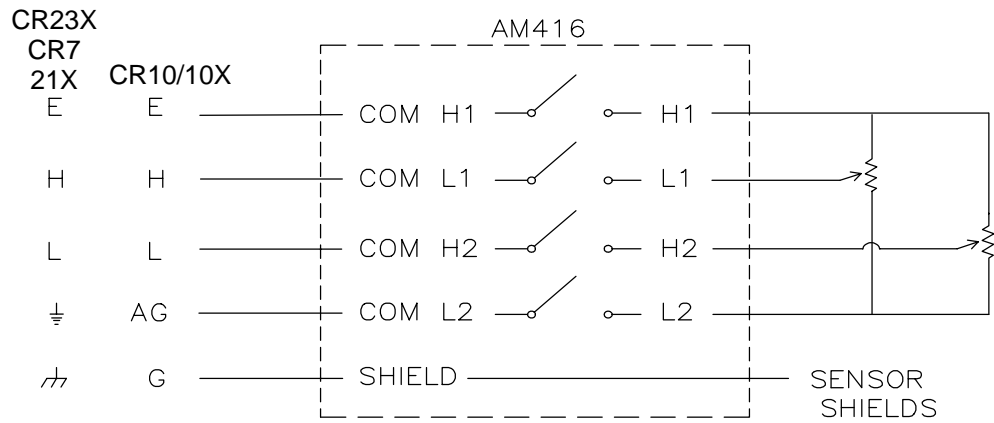 AM416
CR23X
CR7
21X CR10/10X
E E COM H1 H1
H H COM L1 L1
L L COM H2 H2
AG COM L2 L2
G SHIELD SENSOR
SHIELDS